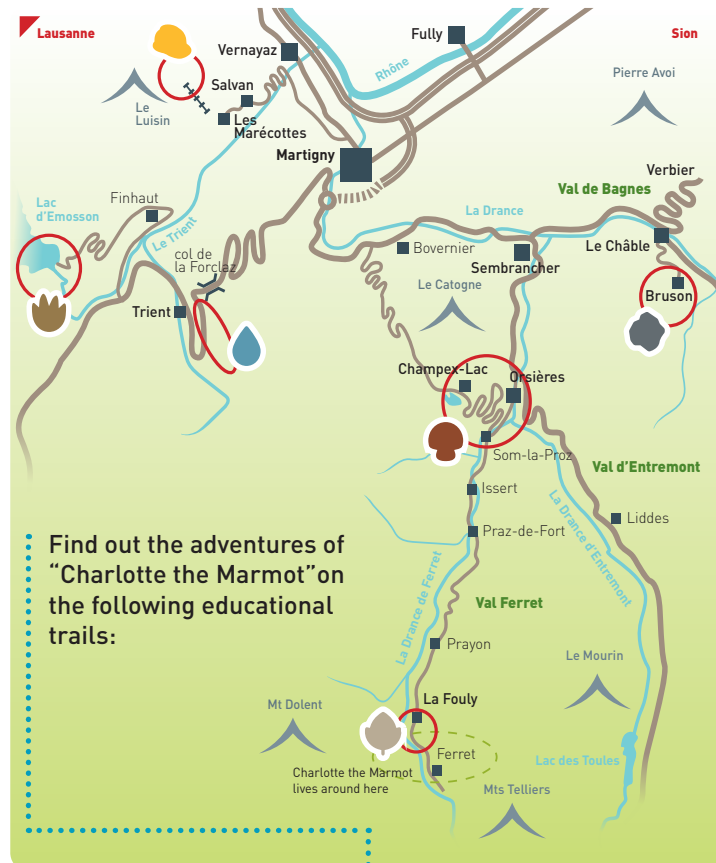 Lausanne
Sion
Fully
Vernayaz
Rhône
Pierre Avoi
Salvan
Le
Luisin
Les
Marécottes
Martigny
Verbier
Val de Bagnes
Finhaut
Lac
d'Emosson
La Drance
Le Trient
Bovernier
Le Châble
col de
la Forclaz
Sembrancher
Le Catogne
Bruson
Trient
Champex-Lac
Orsières
Som-la-Proz
Val d'Entremont
Issert
La Drance d'Entremont
Liddes
Praz-de-Fort
Find out the adventures of
“Charlotte the Marmot”on
the following educational
trails:
La Drance de Ferret
Val Ferret
Prayon
Le Mourin
Mt Dolent
La Fouly
Ferret
Lac des Toules
Charlotte the Marmot
lives around here
Mts Telliers